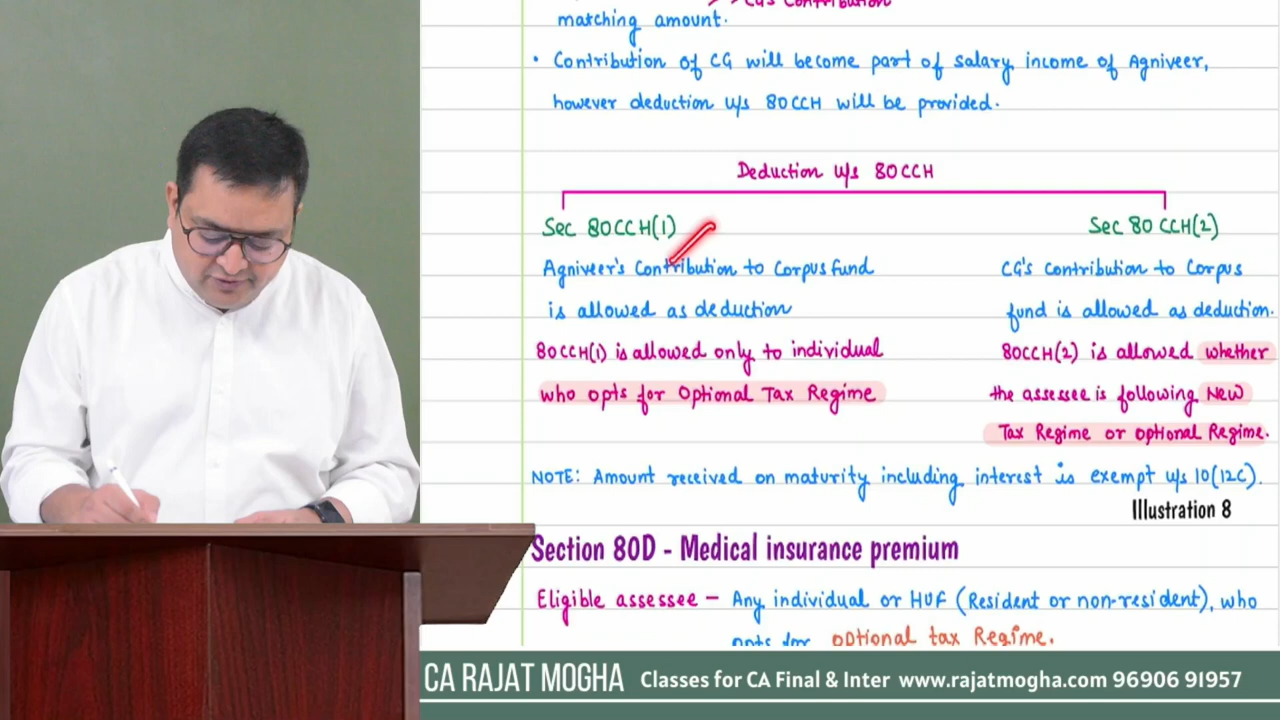 CG's Contribution
matching amount.
• Contribution of CG will become part of salary income of Agniveer,
however deduction u/s 80CCH will be provided.
Deduction u/s 80CCH
Sec 80CCH(1)
Agniveer's Contribution to Corpus fund
is allowed as deduction
80CCH(1) is allowed only to individual
who opts for Optional Tax Regime
Sec 80 CCH(2)
CG's contribution to Corpus
fund is allowed as deduction.
80CCH(2) is allowed whether
the assessee is following New
Tax Regime or optional Regime.
NOTE: Amount received on maturity including interest is exempt u/s 10(12C).
Illustration 8
Section 80D - Medical insurance premium
Eligible assessee – Any individual or HUF (Resident or non-resident), who
opts for optional tax Regime.
CA RAJAT MOGHA Classes for CA Final & Inter www.rajatmogha.com 96906 91957